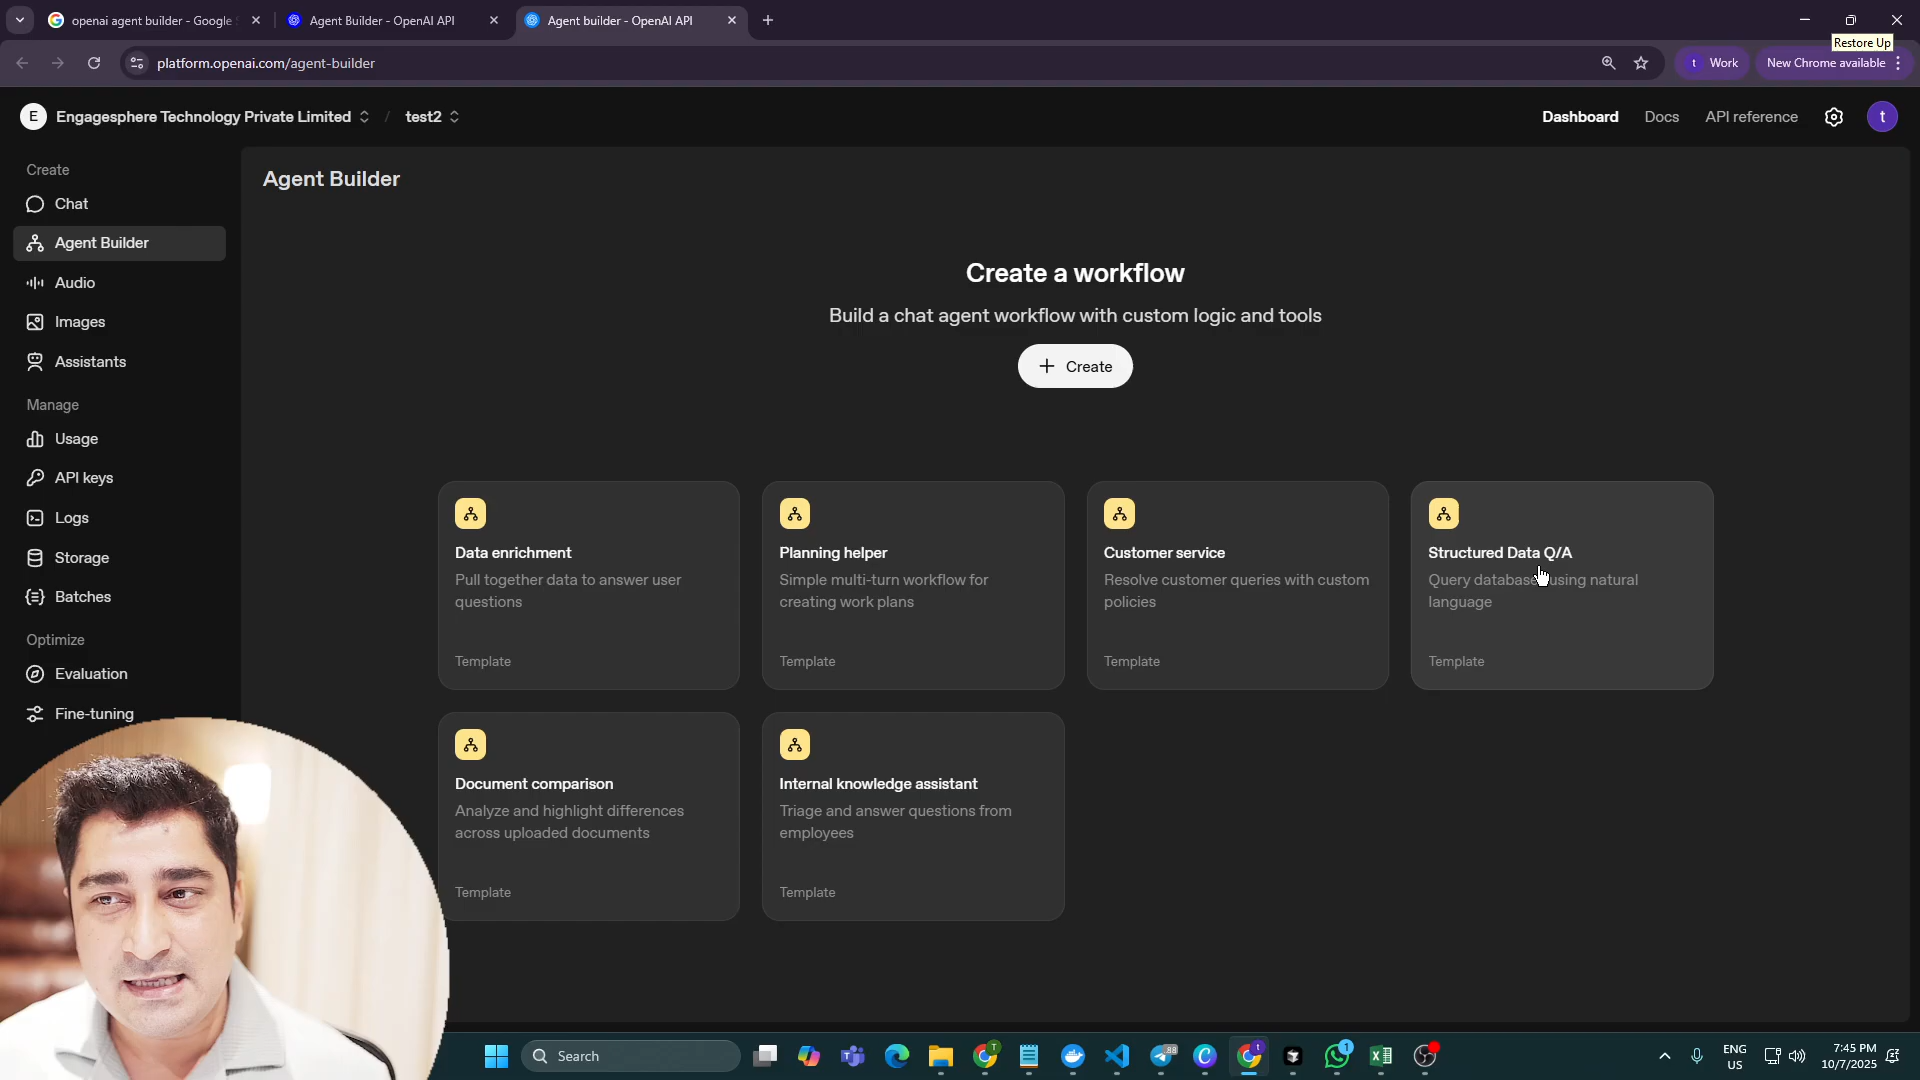 openai agent builder - Google
Agent Builder - OpenAI API
Agent builder - OpenAI API
Restore Up
platform.openai.com/agent-builder
t
Work
New Chrome available
E
Engagesphere Technology Private Limited
/
test2
Dashboard
Docs
API reference
t
Create
Chat
Agent Builder
Audio
Images
Assistants
Manage
Usage
API keys
Logs
Storage
Batches
Optimize
Evaluation
Fine-tuning
Agent Builder
Create a workflow
Build a chat agent workflow with custom logic and tools
Create
Data enrichment
Pull together data to answer user
questions
Template
Planning helper
Simple multi-turn workflow for
creating work plans
Template
Customer service
Resolve customer queries with custom
policies
Template
Structured Data Q/A
Query database using natural
language
Template
Document comparison
Analyze and highlight differences
across uploaded documents
Template
Internal knowledge assistant
Triage and answer questions from
employees
Template
Search
T
88
t
1
ENG
US
7:45 PM
10/7/2025